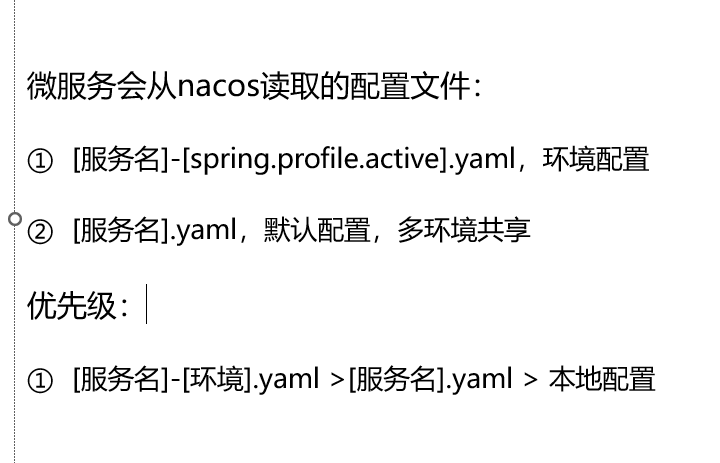 微服务会从nacos读取的配置文件：
① [服务名]-[spring.profile.active].yaml，环境配置
② [服务名].yaml，默认配置，多环境共享
优先级：
① [服务名]-[环境].yaml >[服务名].yaml > 本地配置